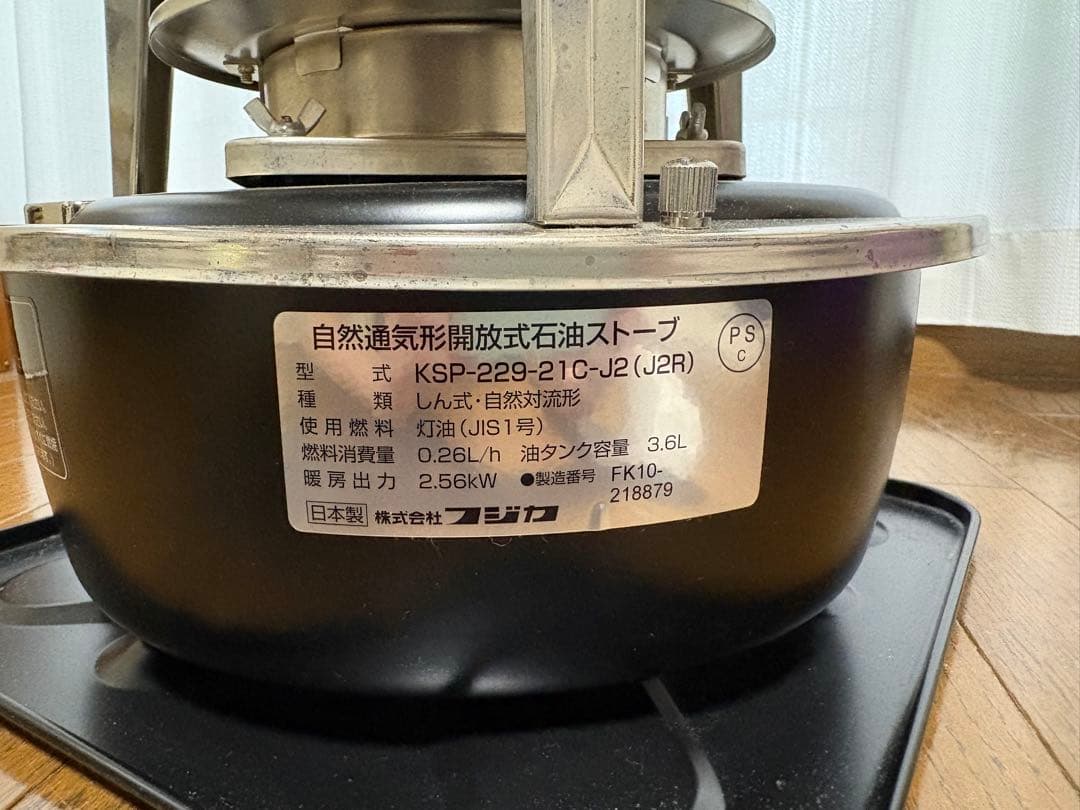 自然通気形開放式石油ストーブ
PS
C
型 式 KSP-229-21C-J2(J2R)
種 類 しん式・自然対流形
使用燃料 灯油(JIS1号)
燃料消費量 0.26L/h 油タンク容量 3.6L
暖房出力 2.56kW ●製造番号 FK10-
218879
日本製 株式会社フジカ